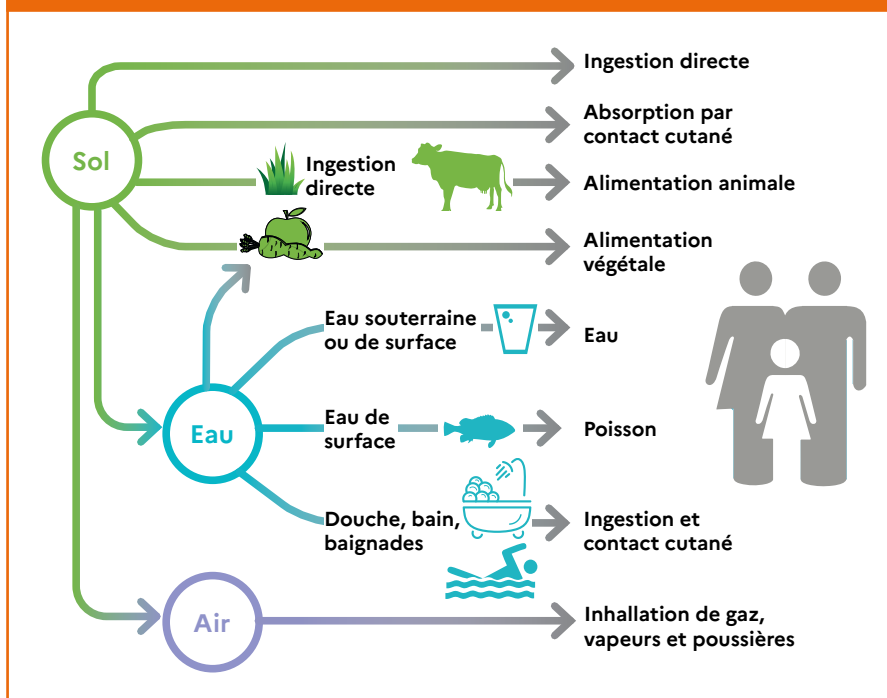 Ingestion directe
Absorption par
contact cutané
Sol
Ingestion
directe
Alimentation animale
Alimentation
végétale
Eau souterraine
ou de surface
Eau
Eau
Eau de
surface
Poisson
Douche, bain,
baignades
Ingestion et
contact cutané
Air
Inhallation de gaz,
vapeurs et poussières